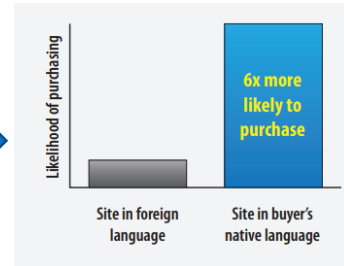 Likelihood of purchasing
6x more
likely to
purchase
Site in foreign
language
Site in buyer's
native language